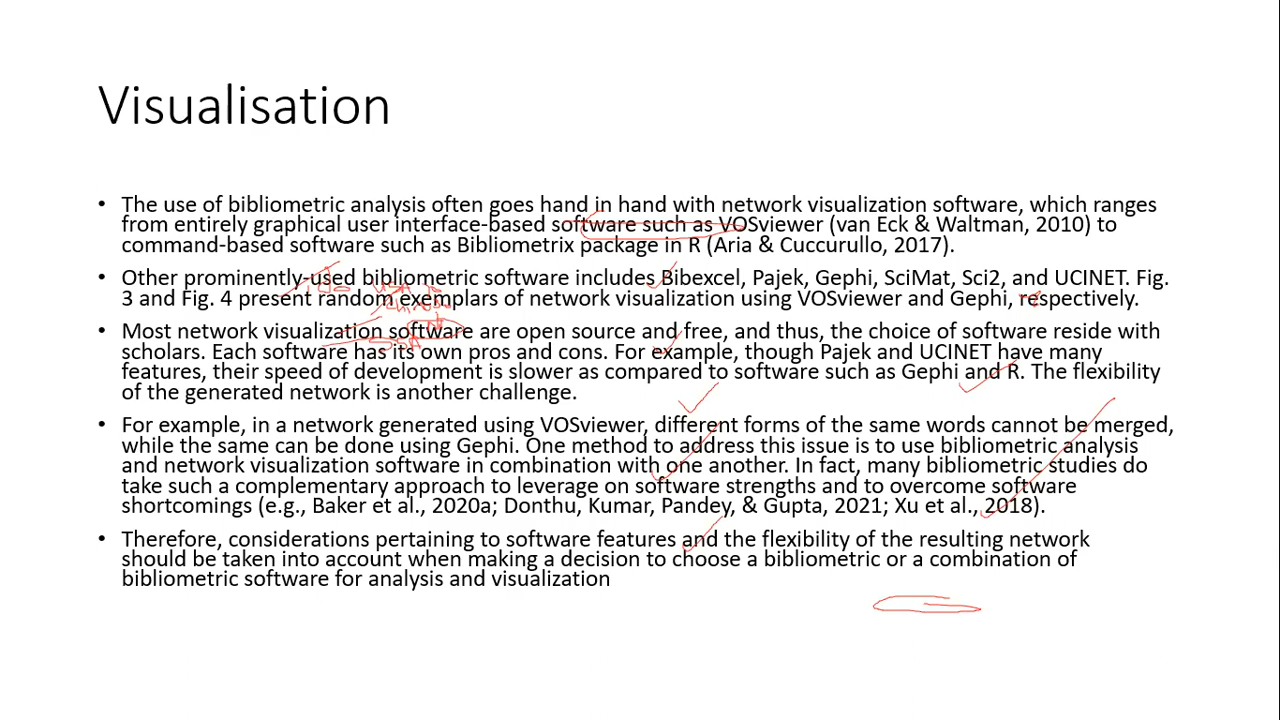 Visualisation
• The use of bibliometric analysis often goes hand in hand with network visualization software, which ranges
from entirely graphical user interface-based software such as VOSviewer (van Eck & Waltman, 2010) to
command-based software such as Bibliometrix package in R (Aria & Cuccurullo, 2017).
• Other prominently-used bibliometric software includes Bibexcel, Pajek, Gephi, SciMat, Sci2, and UCINET. Fig.
3 and Fig. 4 present random exemplars of network visualization using VOSviewer and Gephi, respectively.
• Most network visualization software are open source and free, and thus, the choice of software reside with
scholars. Each software has its own pros and cons. For example, though Pajek and UCINET have many
features, their speed of development is slower as compared to software such as Gephi and R. The flexibility
of the generated network is another challenge.
• For example, in a network generated using VOSviewer, different forms of the same words cannot be merged,
while the same can be done using Gephi. One method to address this issue is to use bibliometric analysis
and network visualization software in combination with one another. In fact, many bibliometric studies do
take such a complementary approach to leverage on software strengths and to overcome software
shortcomings (e.g., Baker et al., 2020a; Donthu, Kumar, Pandey, & Gupta, 2021; Xu et al., 2018).
• Therefore, considerations pertaining to software features and the flexibility of the resulting network
should be taken into account when making a decision to choose a bibliometric or a combination of
bibliometric software for analysis and visualization